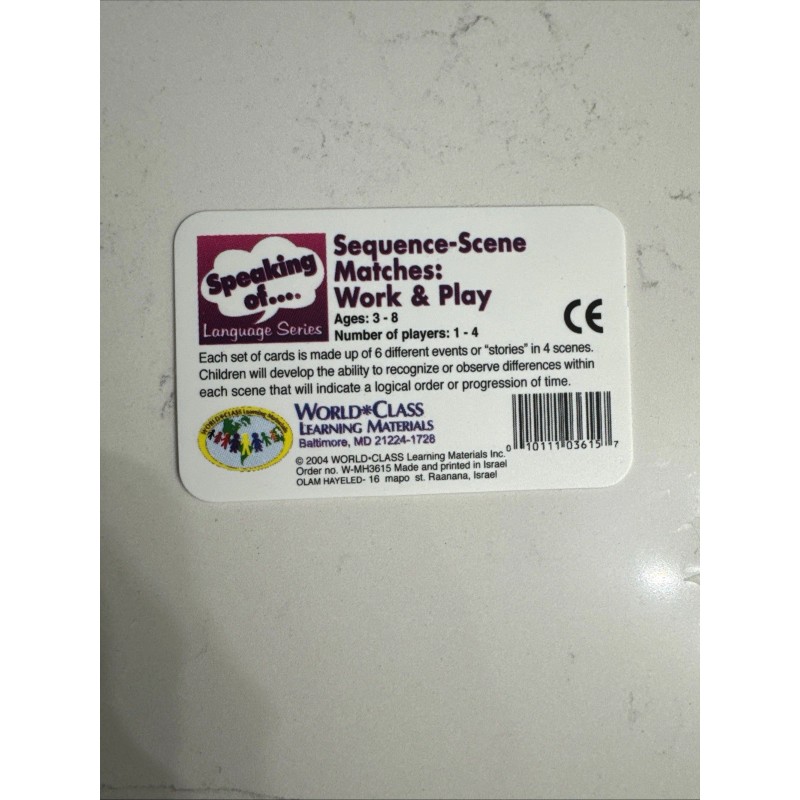 Speaking
of....
Language Series
Sequence-Scene
Matches:
Work & Play
Ages: 3 - 8
Number of players: 1 - 4
CE
Each set of cards is made up of 6 different events or “stories” in 4 scenes.
Children will develop the ability to recognize or observe differences within
each scene that will indicate a logical order or progression of time.
WORLD*CLASS Learning Materials
WORLD*CLASS
LEARNING MATERIALS
Baltimore, MD 21224-1728
© 2004 WORLD•CLASS Learning Materials Inc.
Order no. W-MH3615 Made and printed in Israel
OLAM HAYELED- 16 mapo st. Raanana, Israel
0 10111 03615 7